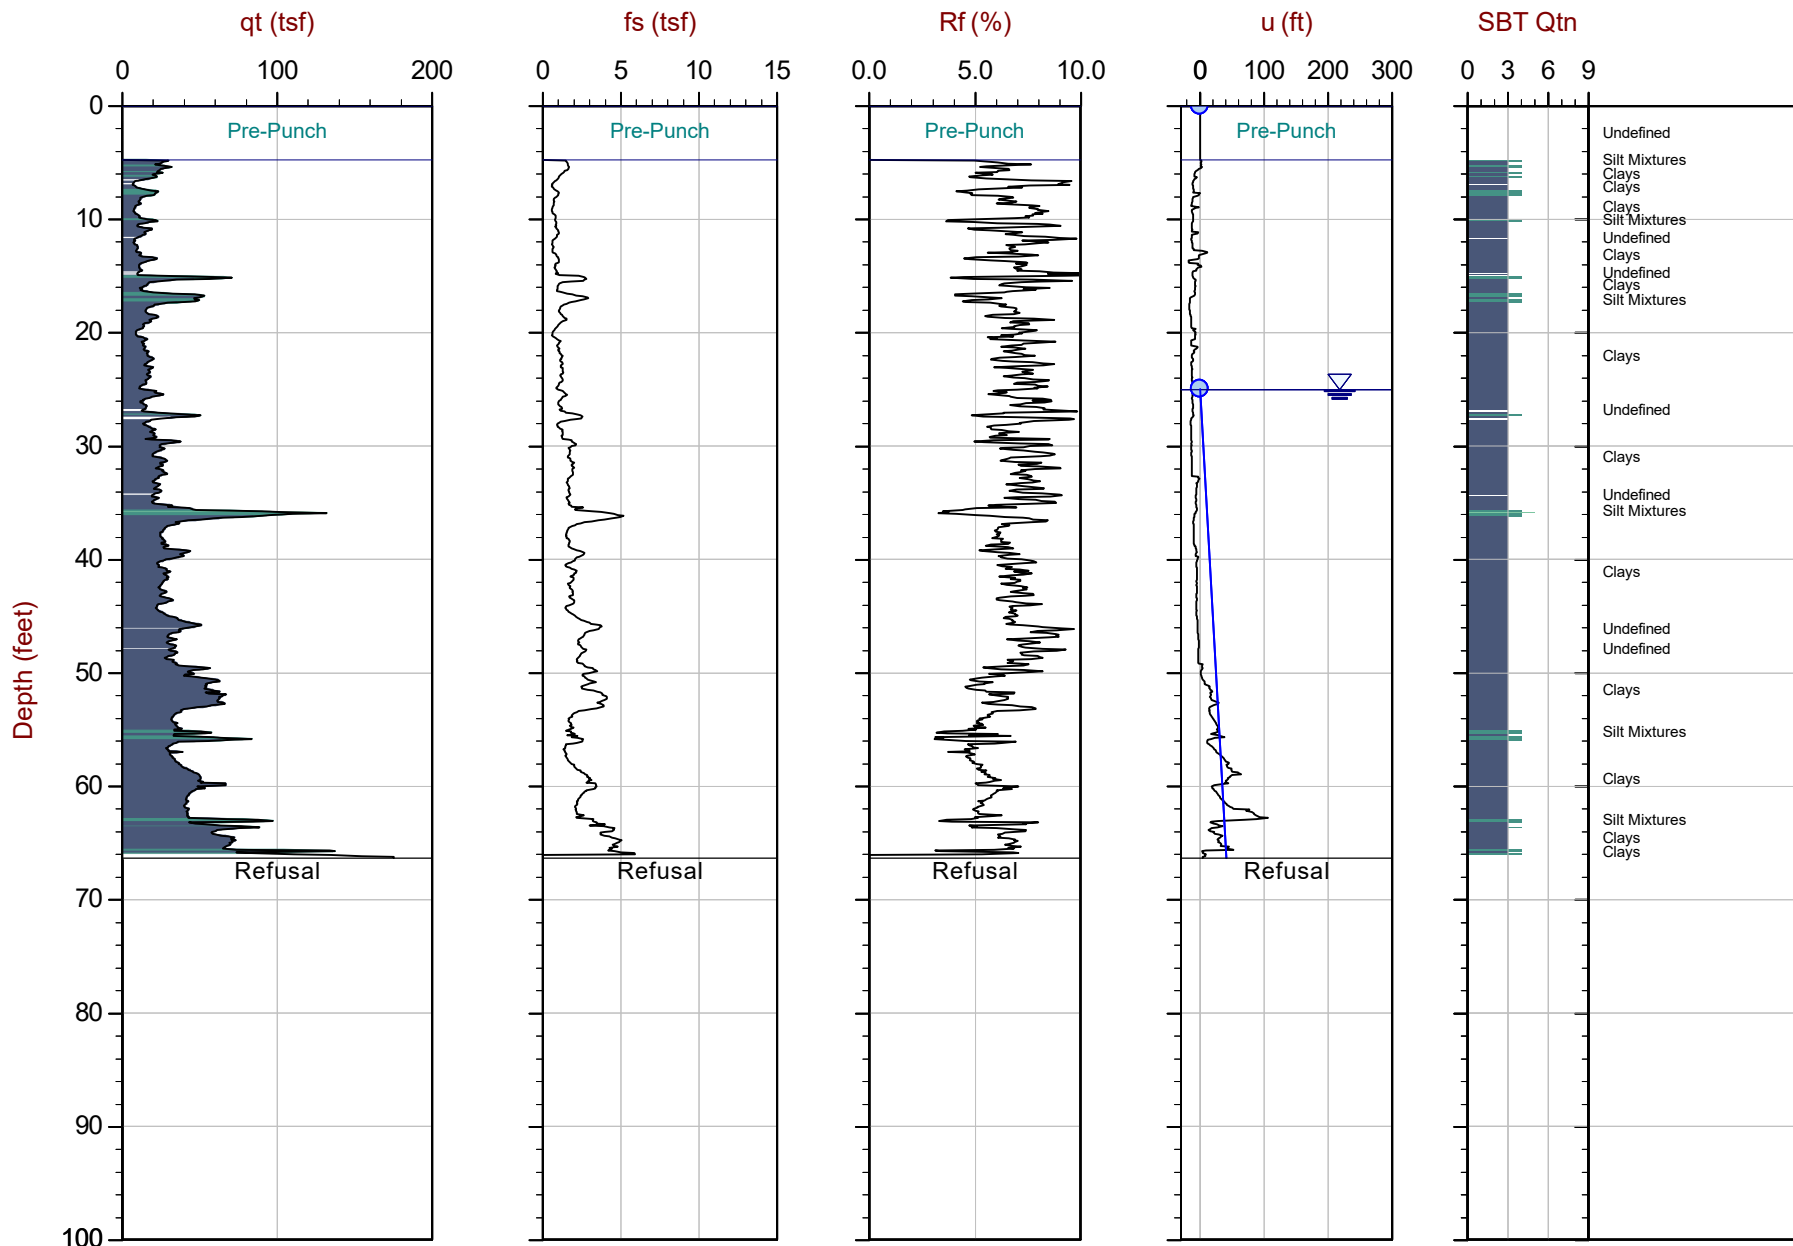 qt (tsf) fs (tsf) Rf (%) u (ft) SBT Qtn
0 100 200 0 5 10 15 0.0 5.0 10.0 0 100 200 300 0 3 6 9
0
Pre-Punch Pre-Punch Pre-Punch Pre-Punch Undefined
Silt Mixtures
Clays
Clays
Clays
10 Silt Mixtures
Undefined
Clays
Undefined
Clays
Silt Mixtures
20
Clays
Undefined
30
Clays
Undefined
Silt Mixtures
40
Clays
Undefined
Undefined
50
Clays
Silt Mixtures
Clays
60
Silt Mixtures
Clays
Clays
Refusal Refusal Refusal Refusal
70
80
90
100
Depth (feet)